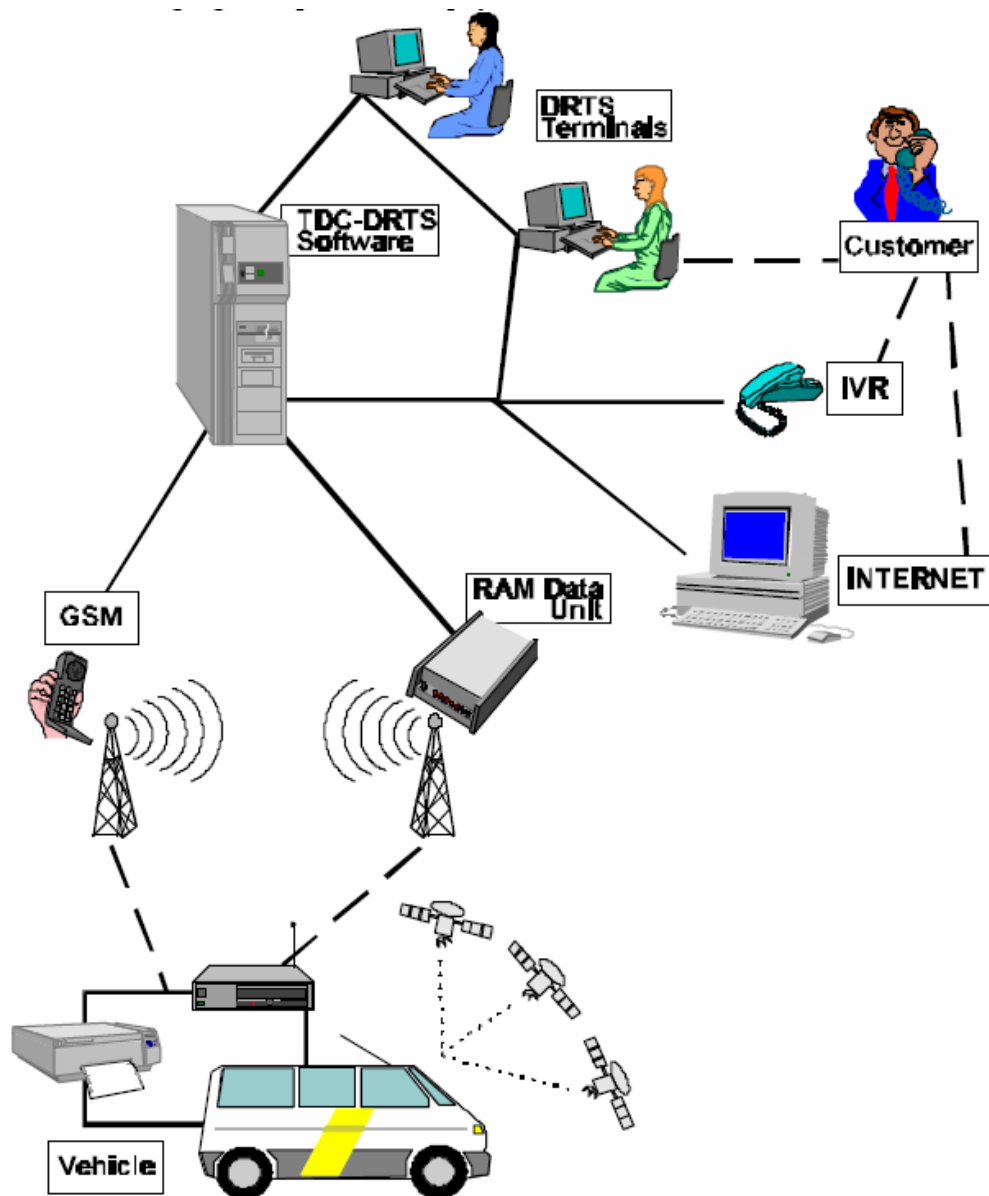 DRTS
Terminals
TDC-DRTS
Software
Customer
IVR
INTERNET
RAM Data
Unit
GSM
Vehicle